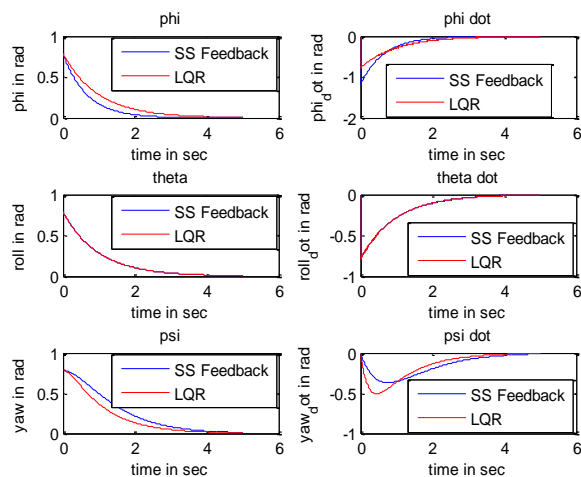 phi
phi in rad
1
0.5
0
SS Feedback
LQR
0 2 4 6
time in sec
phi dot
phi_dot in rad
0
-1
-2
SS Feedback
LQR
0 2 4 6
time in sec
theta
roll in rad
1
0.5
0
SS Feedback
LQR
0 2 4 6
time in sec
theta dot
roll_dot in rad
0
-0.5
-1
SS Feedback
LQR
0 2 4 6
time in sec
psi
yaw in rad
1
0.5
0
SS Feedback
LQR
0 2 4 6
time in sec
psi dot
yaw_dot in rad
0
-0.5
-1
SS Feedback
LQR
0 2 4 6
time in sec